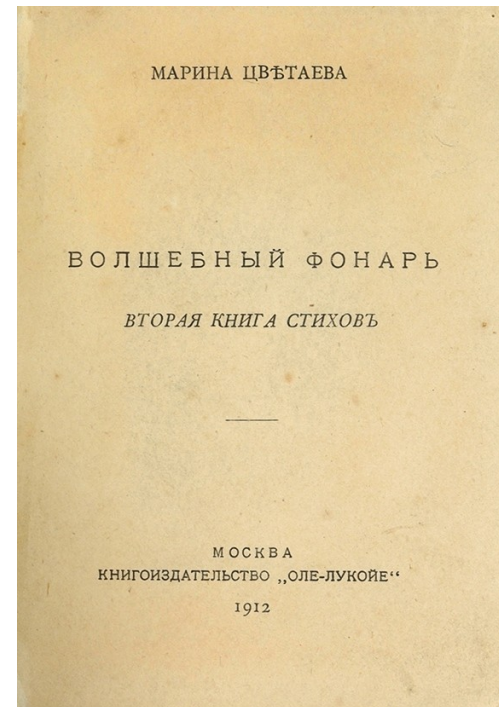 МАРИНА ЦВѢТАЕВА
ВОЛШЕБНЫЙ ФОНАРЬ
ВТОРАЯ КНИГА СТИХОВЪ
МОСКВА
КНИГОИЗДАТЕЛЬСТВО „ОЛЕ-ЛУКОЙЕ“
1912